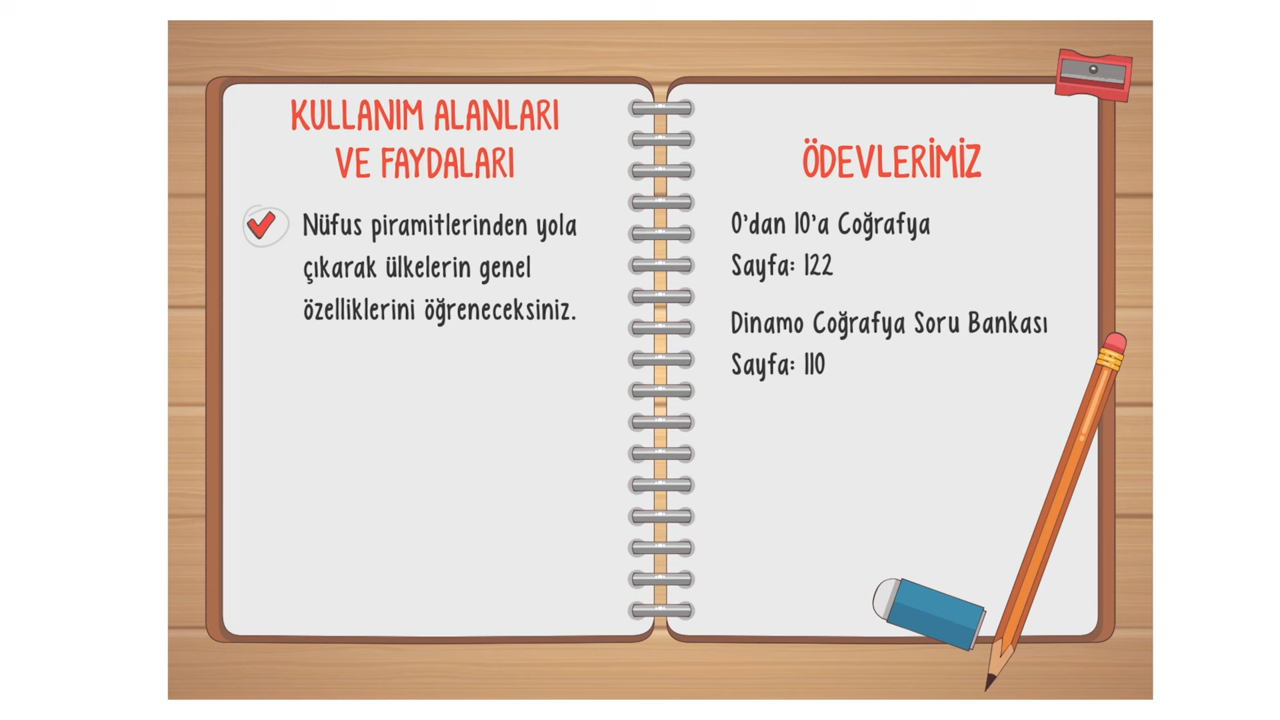 KULLANIM ALANLARI
VE FAYDALARI
Nüfus piramitlerinden yola
çıkarak ülkelerin genel
özelliklerini öğreneceksiniz.
ÖDEVLERİMİZ
0'dan 10'a Coğrafya
Sayfa: 122
Dinamo Coğrafya Soru Bankası
Sayfa: 110